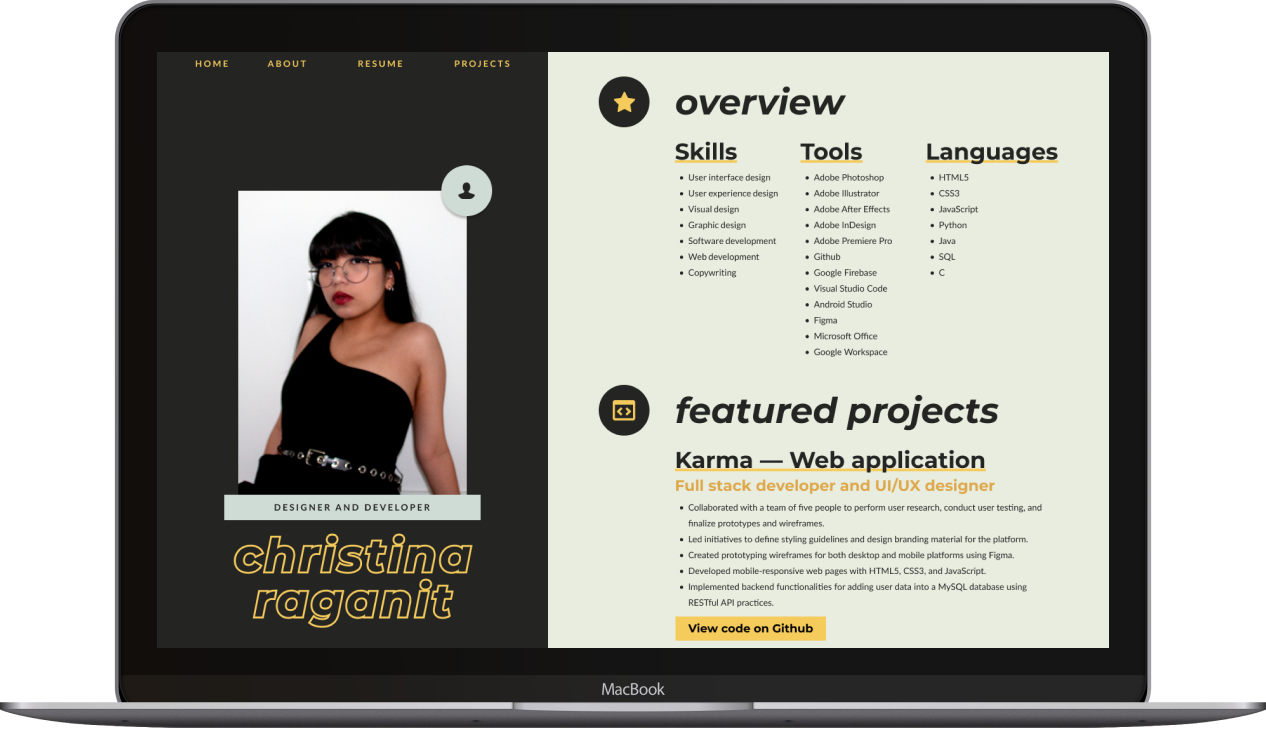 HOME ABOUT RESUME PROJECTS
DESIGNER AND DEVELOPER
christina
raganit
overview
Skills
• User interface design
• User experience design
• Visual design
• Graphic design
• Software development
• Web development
• Copywriting
Tools
• Adobe Photoshop
• Adobe Illustrator
• Adobe After Effects
• Adobe InDesign
• Adobe Premiere Pro
• Github
• Google Firebase
• Visual Studio Code
• Android Studio
• Figma
• Microsoft Office
• Google Workspace
Languages
• HTML5
• CSS3
• JavaScript
• Python
• Java
• SQL
• C
featured projects
Karma — Web application
Full stack developer and UI/UX designer
• Collaborated with a team of five people to perform user research, conduct user testing, and
finalize prototypes and wireframes.
• Led initiatives to define styling guidelines and design branding material for the platform.
• Created prototyping wireframes for both desktop and mobile platforms using Figma.
• Developed mobile-responsive web pages with HTML5, CSS3, and JavaScript.
• Implemented backend functionalities for adding user data into a MySQL database using
RESTful API practices.
View code on Github
MacBook